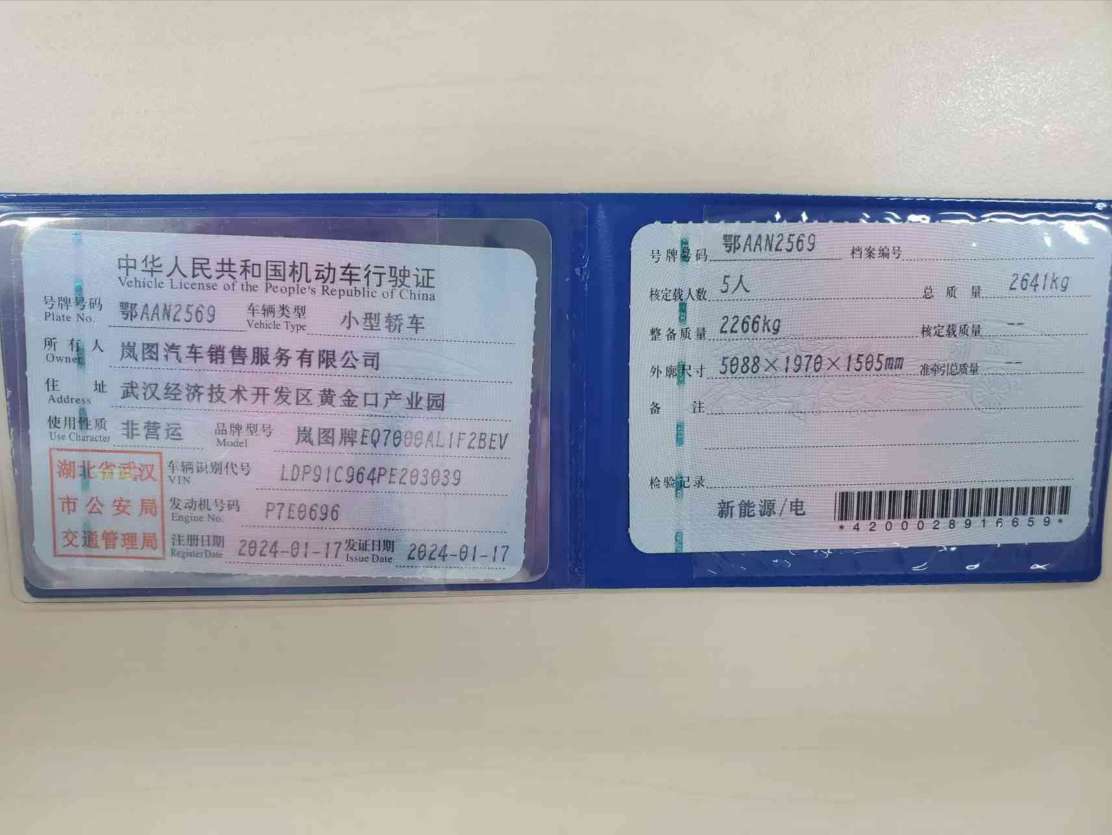 中华人民共和国机动车行驶证
Vehicle License of the People's Republic of China
号牌号码 Plate No. 鄂AAN2569 车辆类型 Vehicle Type 小型轿车
所有人 Owner 岚图汽车销售服务有限公司
住址 Address 武汉经济技术开发区黄金口产业园
使用性质 Use Character 非营运 品牌型号 Model 岚图牌EQ7000AL1F2BEV
湖北省武汉
市公安局
交通管理局
车辆识别代号 VIN LDP91C964PE203039
发动机号码 Engine No. P7E0696
注册日期 Register Date 2024-01-17 发证日期 Issue Date 2024-01-17
号牌号码 鄂AAN2569 档案编号
核定载人数 5人 总质量 2641kg
整备质量 2266kg 核定载质量 --
外廓尺寸 5088×1970×1505mm 准牵引总质量 --
备注
检验记录
新能源/电
*4200028916659*